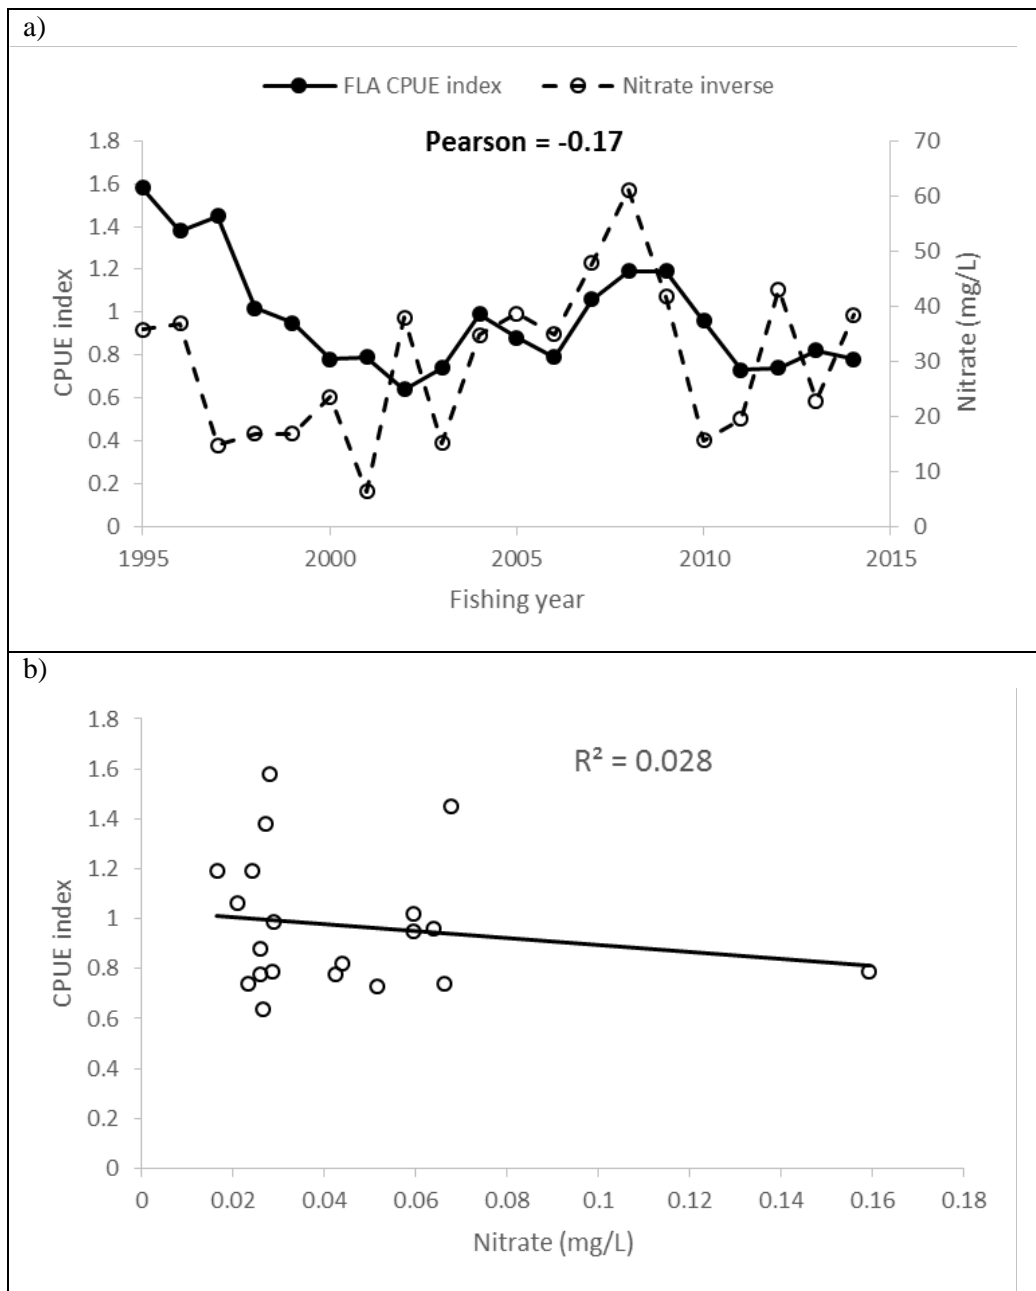 a)
FLA CPUE index Nitrate inverse
Pearson = -0.17
1.8
1.6
1.4
1.2
1
0.8
0.6
0.4
0.2
0
CPUE index
70
60
50
40
30
20
10
0
Nitrate (mg/L)
1995 2000 2005 2010 2015
Fishing year
b)
R² = 0.028
1.8
1.6
1.4
1.2
1
0.8
0.6
0.4
0.2
0
CPUE index
0 0.02 0.04 0.06 0.08 0.1 0.12 0.14 0.16 0.18
Nitrate (mg/L)